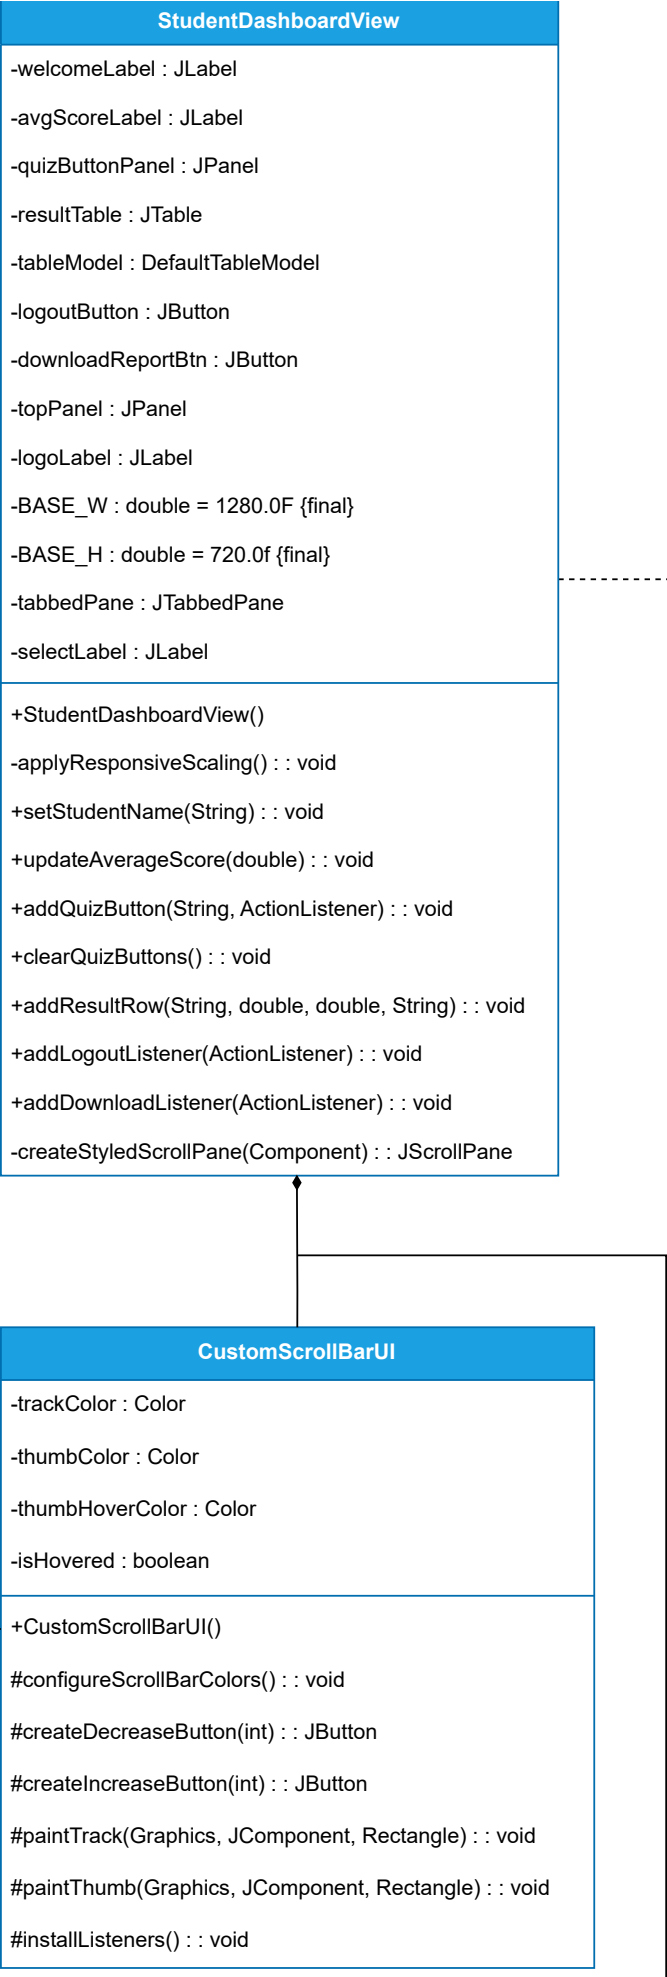 StudentDashboardView
-welcomeLabel : JLabel
-avgScoreLabel : JLabel
-quizButtonPanel : JPanel
-resultTable : JTable
-tableModel : DefaultTableModel
-logoutButton : JButton
-downloadReportBtn : JButton
-topPanel : JPanel
-logoLabel : JLabel
-BASE_W : double = 1280.0F {final}
-BASE_H : double = 720.0f {final}
-tabbedPane : JTabbedPane
-selectLabel : JLabel
+StudentDashboardView()
-applyResponsiveScaling() : : void
+setStudentName(String) : : void
+updateAverageScore(double) : : void
+addQuizButton(String, ActionListener) : : void
+clearQuizButtons() : : void
+addResultRow(String, double, double, String) : : void
+addLogoutListener(ActionListener) : : void
+addDownloadListener(ActionListener) : : void
-createStyledScrollPane(Component) : : JScrollPane
CustomScrollBarUI
-trackColor : Color
-thumbColor : Color
-thumbHoverColor : Color
-isHovered : boolean
+CustomScrollBarUI()
#configureScrollBarColors() : : void
#createDecreaseButton(int) : : JButton
#createIncreaseButton(int) : : JButton
#paintTrack(Graphics, JComponent, Rectangle) : : void
#paintThumb(Graphics, JComponent, Rectangle) : : void
#installListeners() : : void